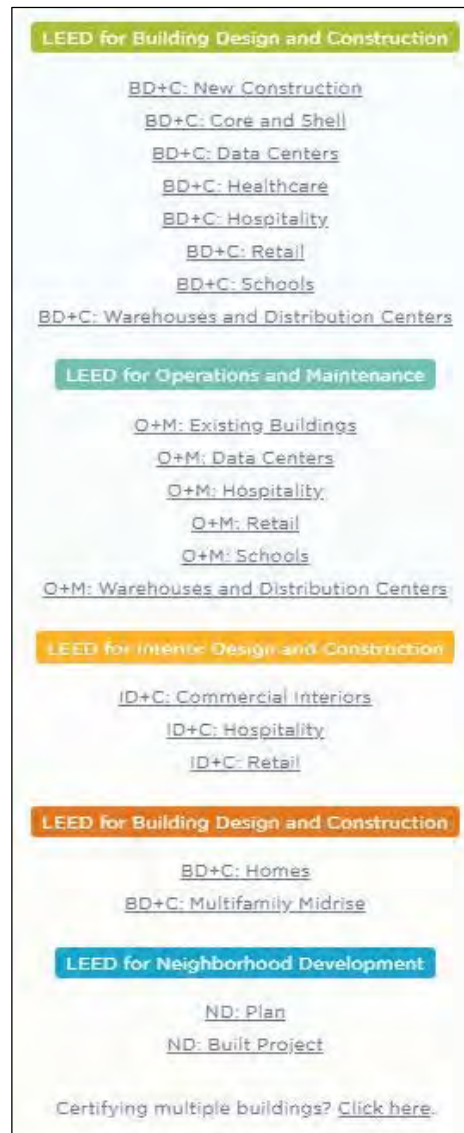 LEED for Building Design and Construction
BD+C: New Construction
BD+C: Core and Shell
BD+C: Data Centers
BD+C: Healthcare
BD+C: Hospitality
BD+C: Retail
BD+C: Schools
BD+C: Warehouses and Distribution Centers
LEED for Operations and Maintenance
O+M: Existing Buildings
O+M: Data Centers
O+M: Hospitality
O+M: Retail
O+M: Schools
O+M: Warehouses and Distribution Centers
LEED for Interior Design and Construction
ID+C: Commercial Interiors
ID+C: Hospitality
ID+C: Retail
LEED for Building Design and Construction
BD+C: Homes
BD+C: Multifamily Midrise
LEED for Neighborhood Development
ND: Plan
ND: Built Project
Certifying multiple buildings? Click here.